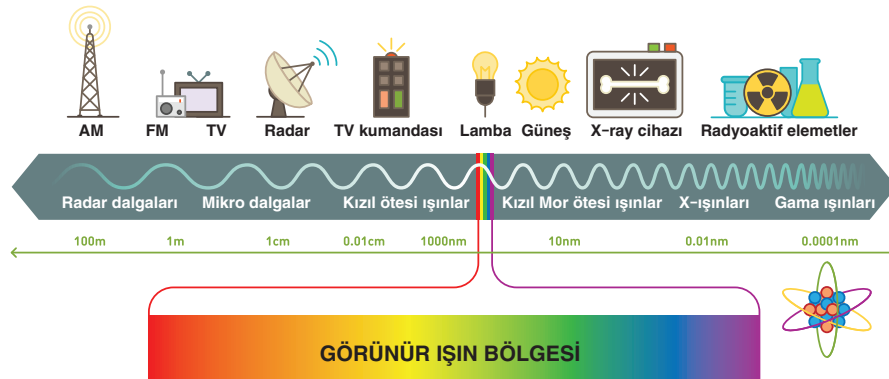 AM FM TV Radar TV kumandası Lamba Güneş X-ray cihazı Radyoaktif elemetler
Radar dalgaları Mikro dalgalar Kızıl ötesi ışınlar Kızıl Mor ötesi ışınlar X-ışınları Gama ışınları
100m 1m 1cm 0.01cm 1000nm 10nm 0.01nm 0.0001nm
GÖRÜNÜR IŞIN BÖLGESİ